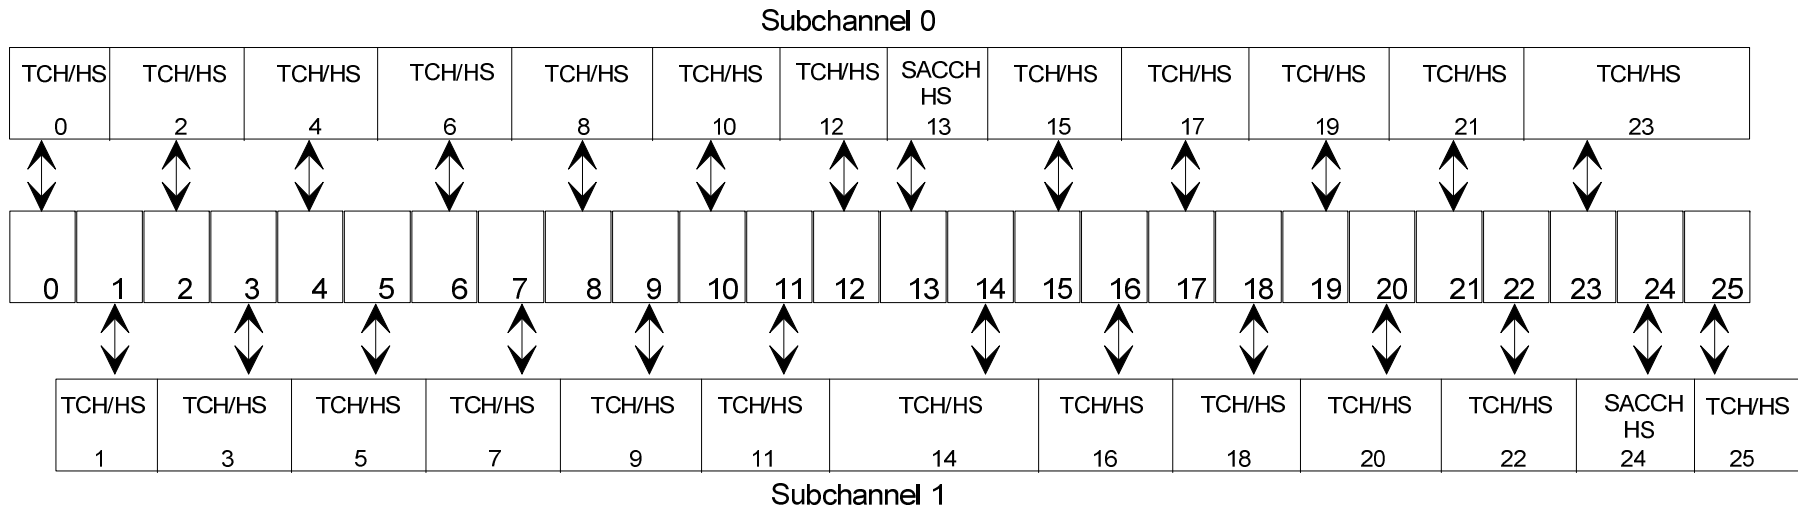 Subchannel 0
TCH/HS TCH/HS TCH/HS TCH/HS TCH/HS TCH/HS TCH/HS SACCH TCH/HS TCH/HS TCH/HS TCH/HS TCH/HS
HS
0 2 4 6 8 10 12 13 15 17 19 21 23
0 1 2 3 4 5 6 7 8 9 10 11 12 13 14 15 16 17 18 19 20 21 22 23 24 25
TCH/HS TCH/HS TCH/HS TCH/HS TCH/HS TCH/HS TCH/HS TCH/HS TCH/HS TCH/HS TCH/HS SACCH TCH/HS
HS
1 3 5 7 9 11 14 16 18 20 22 24 25
Subchannel 1